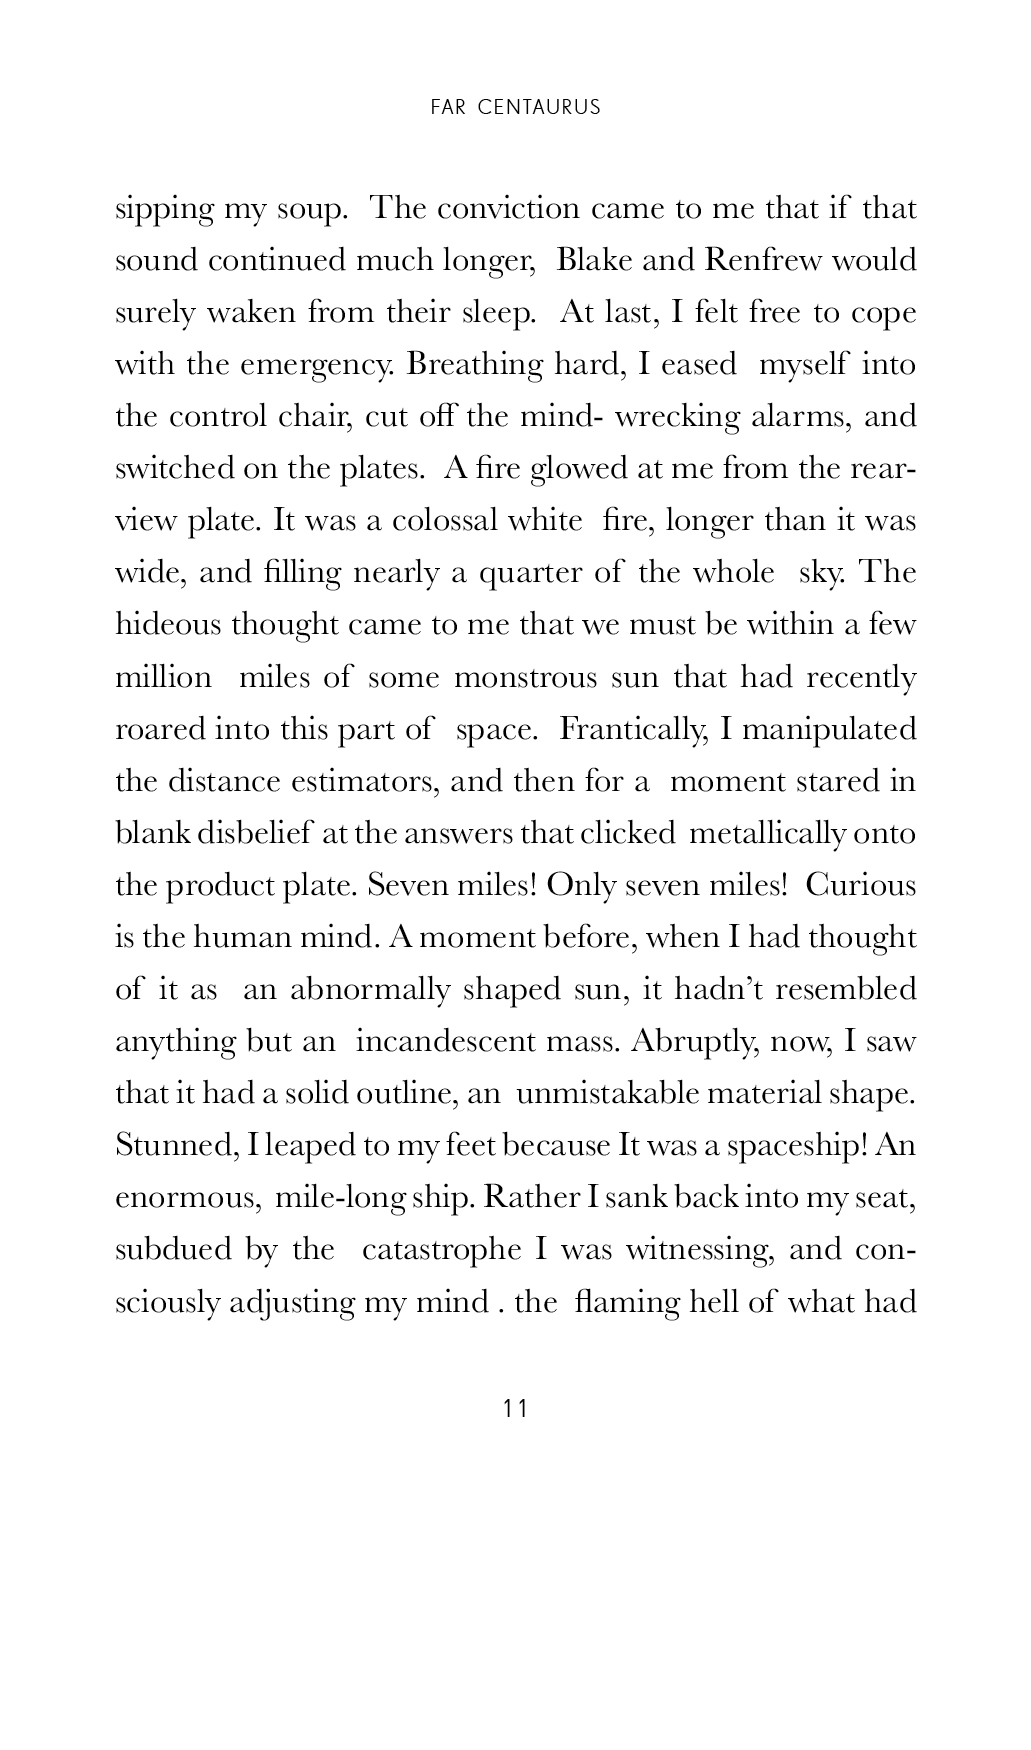 FAR CENTAURUS
sipping my soup.  The conviction came to me that if that
sound continued much longer,  Blake and Renfrew would
surely waken from their sleep.  At last, I felt free to cope
with the emergency. Breathing hard, I eased  myself into
the control chair, cut off the mind- wrecking alarms, and
switched on the plates.  A fire glowed at me from the rear-
view plate. It was a colossal white  fire, longer than it was
wide, and filling nearly a quarter of the whole  sky. The
hideous thought came to me that we must be within a few
million  miles of some monstrous sun that had recently
roared into this part of  space.  Frantically, I manipulated
the distance estimators, and then for a  moment stared in
blank disbelief at the answers that clicked  metallically onto
the product plate. Seven miles! Only seven miles!  Curious
is the human mind. A moment before, when I had thought
of it as  an abnormally shaped sun, it hadn’t resembled
anything but an  incandescent mass. Abruptly, now, I saw
that it had a solid outline, an  unmistakable material shape.
Stunned, I leaped to my feet because It was a spaceship! An
enormous,  mile-long ship. Rather I sank back into my seat,
subdued by the  catastrophe I was witnessing, and con-
sciously adjusting my mind . the  flaming hell of what had
11